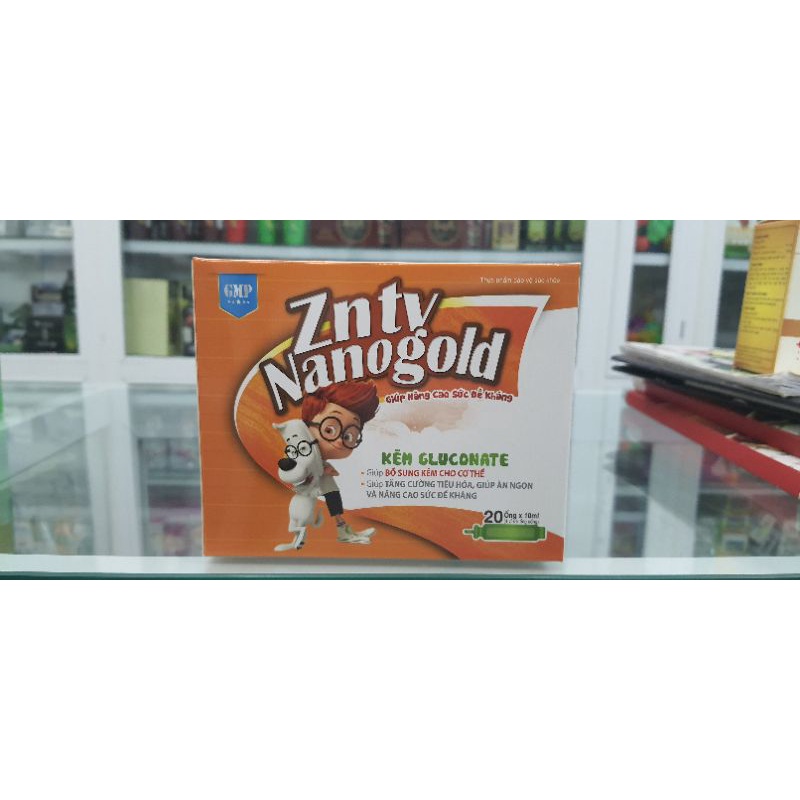 GMP
Thực phẩm bảo vệ sức khỏe
Zntv
Nanogold
Giúp Nâng Cao Sức Đề Kháng
KẼM GLUCONATE
- Giúp BỔ SUNG KẼM CHO CƠ THỂ
- Giúp TĂNG CƯỜNG TIÊU HÓA, GIÚP ĂN NGON
VÀ NÂNG CAO SỨC ĐỀ KHÁNG
20 Ống x 10ml